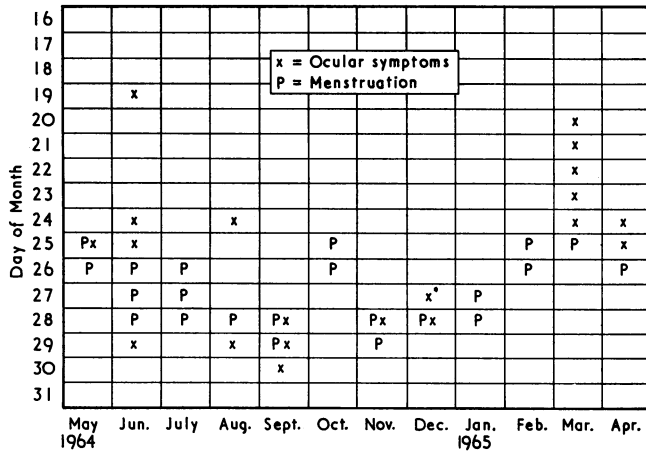 16
17
18
x = Ocular symptoms
P = Menstruation
19 x
20 x
21 x
22 x
23 x
24 x x x x
25 Px x P P P x
26 P P P P P P
27 P P x• P
28 P P P Px Px Px P
29 x x Px P
30 x
31
Day of Month
May Jun. July Aug. Sept. Oct. Nov. Dec. Jan. Feb. Mar. Apr.
1964 1965